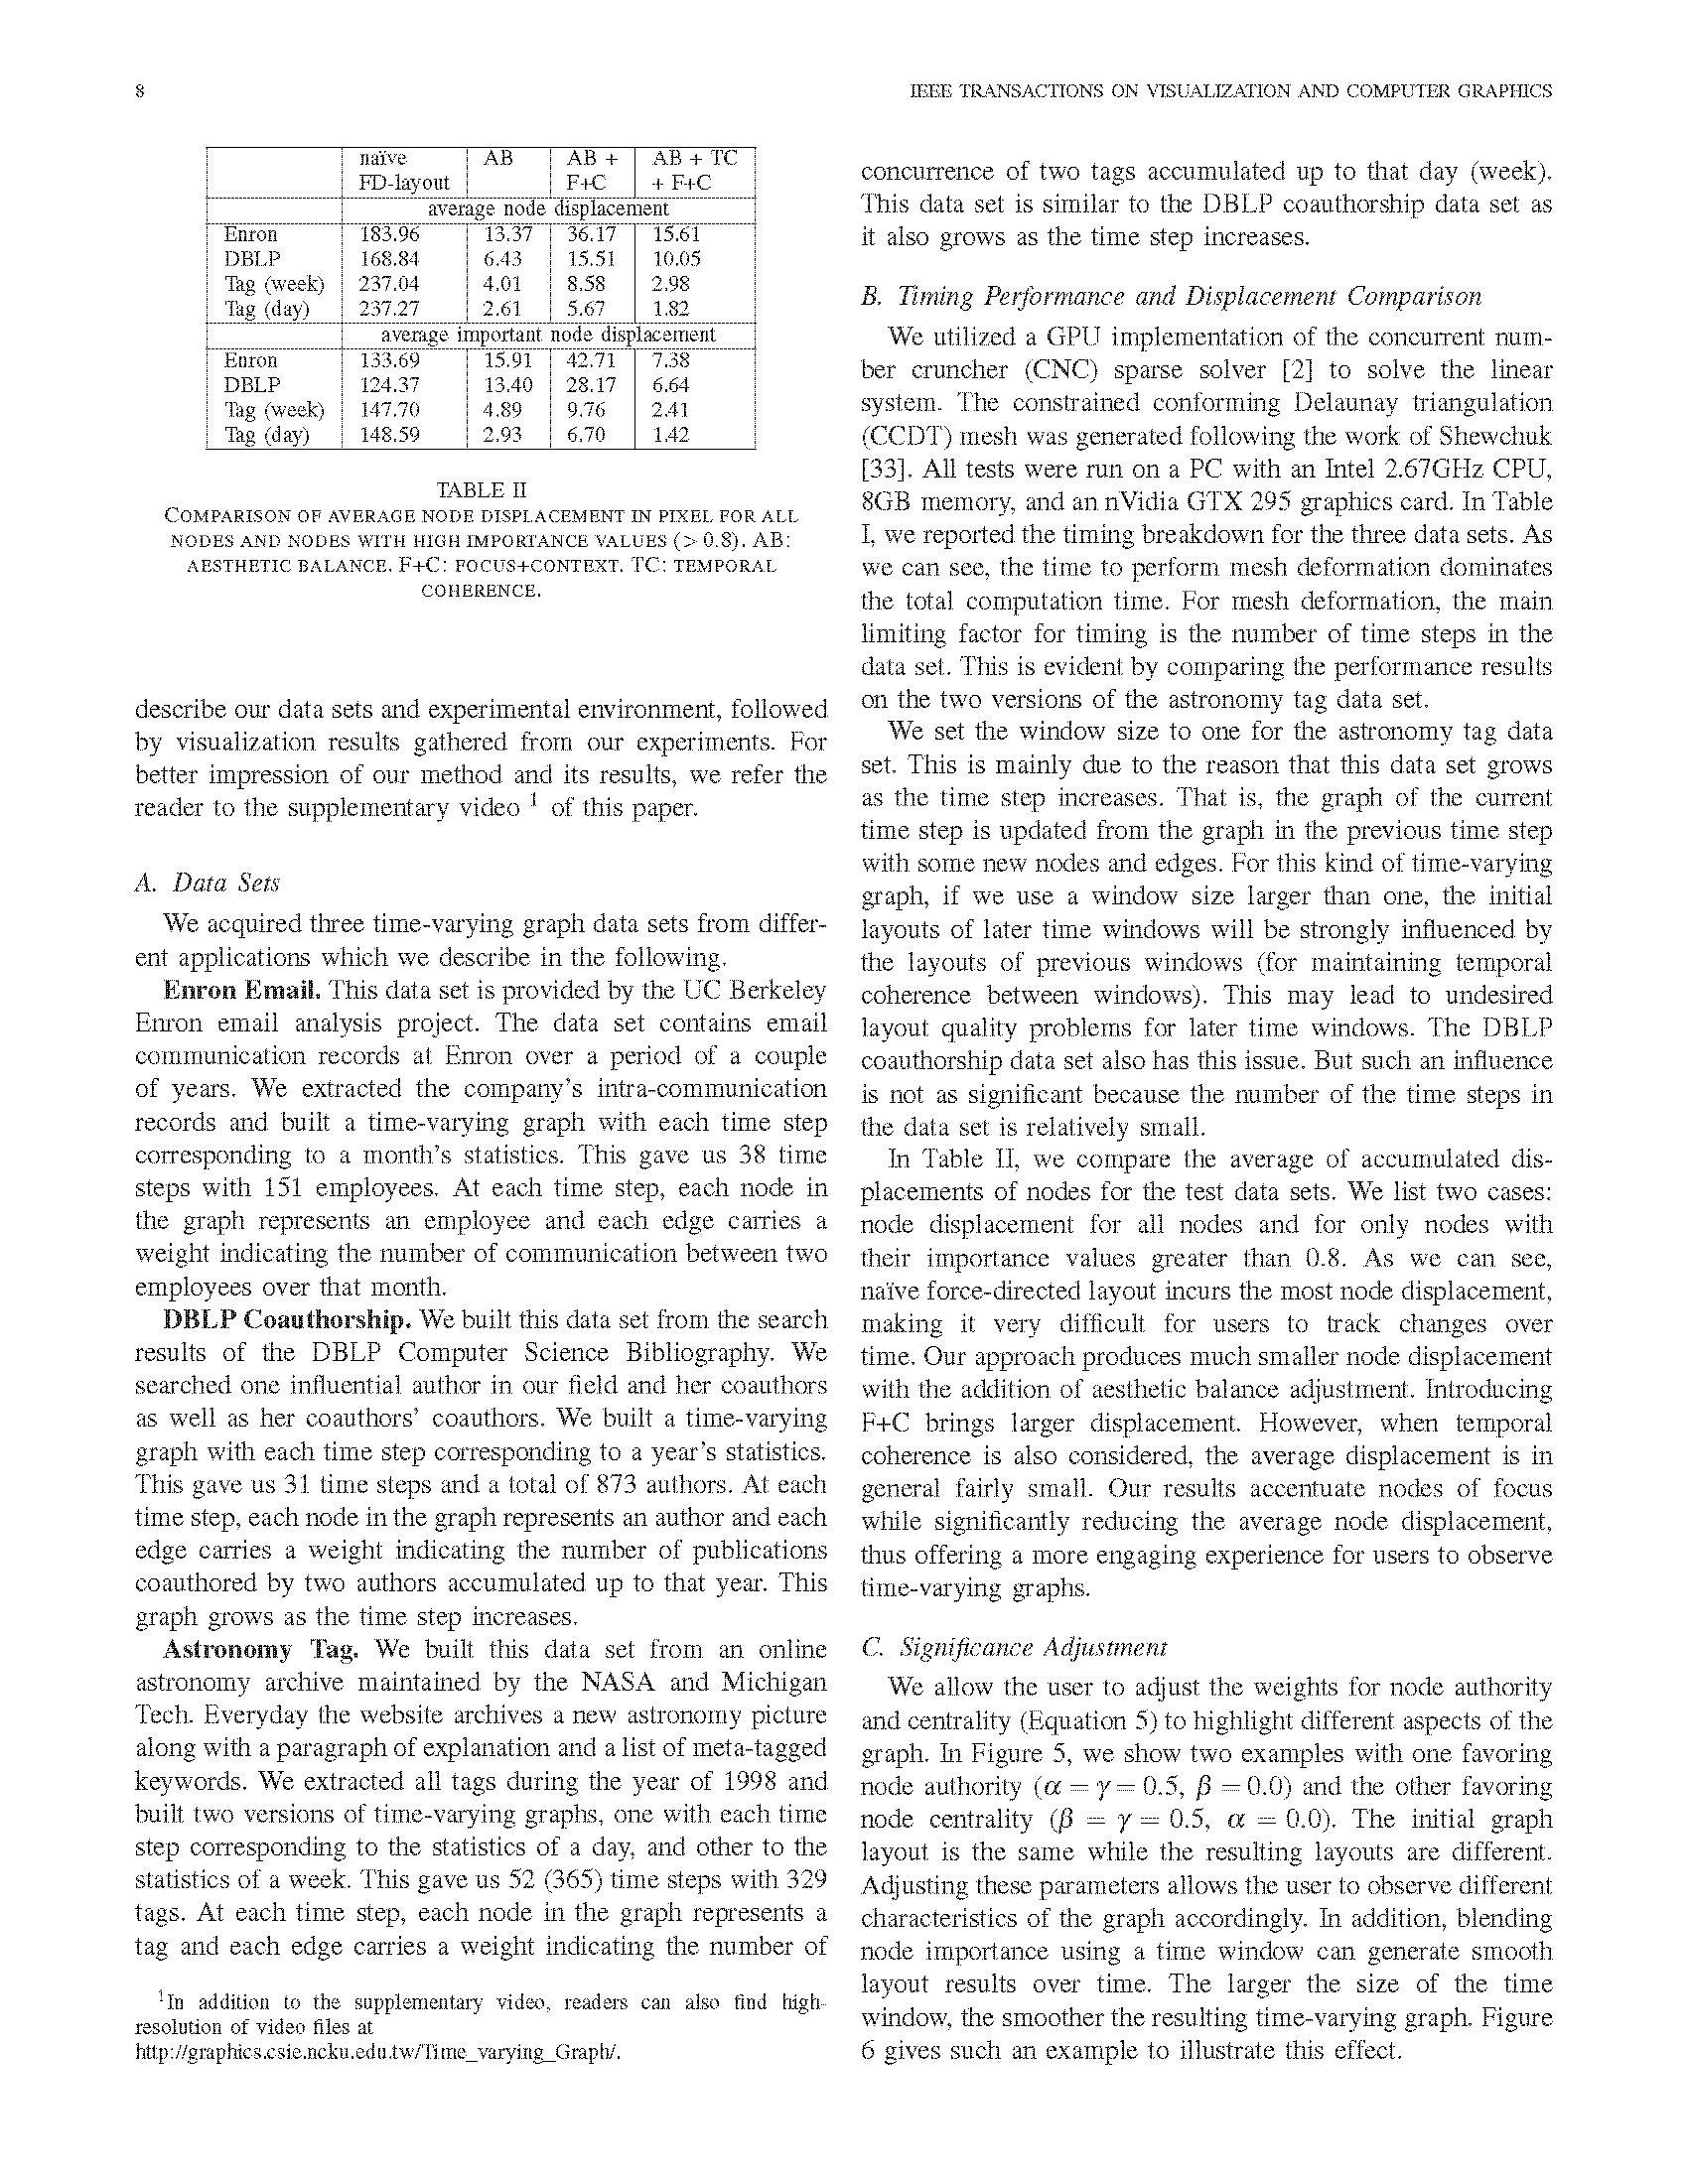 8
IEEE TRANSACTIONS ON VISUALIZATION AND COMPUTER GRAPHICS
naïve AB AB + AB + TC
FD-layout F+C + F+C
average node displacement
Enron 183.96 13.37 36.17 15.61
DBLP 168.84 6.43 15.51 10.05
Tag (week) 237.04 4.01 8.58 2.98
Tag (day) 237.27 2.61 5.67 1.82
average important node displacement
Enron 133.69 15.91 42.71 7.38
DBLP 124.37 13.40 28.17 6.64
Tag (week) 147.70 4.89 9.76 2.41
Tag (day) 148.59 2.93 6.70 1.42
TABLE II
COMPARISON OF AVERAGE NODE DISPLACEMENT IN PIXEL FOR ALL
NODES AND NODES WITH HIGH IMPORTANCE VALUES (> 0.8). AB:
AESTHETIC BALANCE. F+C: FOCUS+CONTEXT. TC: TEMPORAL
COHERENCE.
describe our data sets and experimental environment, followed
by visualization results gathered from our experiments. For
better impression of our method and its results, we refer the
reader to the supplementary video 1 of this paper.
A. Data Sets
We acquired three time-varying graph data sets from differ-
ent applications which we describe in the following.
Enron Email. This data set is provided by the UC Berkeley
Enron email analysis project. The data set contains email
communication records at Enron over a period of a couple
of years. We extracted the company's intra-communication
records and built a time-varying graph with each time step
corresponding to a month's statistics. This gave us 38 time
steps with 151 employees. At each time step, each node in
the graph represents an employee and each edge carries a
weight indicating the number of communication between two
employees over that month.
DBLP Coauthorship. We built this data set from the search
results of the DBLP Computer Science Bibliography. We
searched one influential author in our field and her coauthors
as well as her coauthors' coauthors. We built a time-varying
graph with each time step corresponding to a year's statistics.
This gave us 31 time steps and a total of 873 authors. At each
time step, each node in the graph represents an author and each
edge carries a weight indicating the number of publications
coauthored by two authors accumulated up to that year. This
graph grows as the time step increases.
Astronomy Tag. We built this data set from an online
astronomy archive maintained by the NASA and Michigan
Tech. Everyday the website archives a new astronomy picture
along with a paragraph of explanation and a list of meta-tagged
keywords. We extracted all tags during the year of 1998 and
built two versions of time-varying graphs, one with each time
step corresponding to the statistics of a day, and other to the
statistics of a week. This gave us 52 (365) time steps with 329
tags. At each time step, each node in the graph represents a
tag and each edge carries a weight indicating the number of
1In addition to the supplementary video, readers can also find high-
resolution of video files at
http://graphics.csie.ncku.edu.tw/Time_varying_Graph/.
concurrence of two tags accumulated up to that day (week).
This data set is similar to the DBLP coauthorship data set as
it also grows as the time step increases.
B. Timing Performance and Displacement Comparison
We utilized a GPU implementation of the concurrent num-
ber cruncher (CNC) sparse solver [2] to solve the linear
system. The constrained conforming Delaunay triangulation
(CCDT) mesh was generated following the work of Shewchuk
[33]. All tests were run on a PC with an Intel 2.67GHz CPU,
8GB memory, and an nVidia GTX 295 graphics card. In Table
I, we reported the timing breakdown for the three data sets. As
we can see, the time to perform mesh deformation dominates
the total computation time. For mesh deformation, the main
limiting factor for timing is the number of time steps in the
data set. This is evident by comparing the performance results
on the two versions of the astronomy tag data set.
We set the window size to one for the astronomy tag data
set. This is mainly due to the reason that this data set grows
as the time step increases. That is, the graph of the current
time step is updated from the graph in the previous time step
with some new nodes and edges. For this kind of time-varying
graph, if we use a window size larger than one, the initial
layouts of later time windows will be strongly influenced by
the layouts of previous windows (for maintaining temporal
coherence between windows). This may lead to undesired
layout quality problems for later time windows. The DBLP
coauthorship data set also has this issue. But such an influence
is not as significant because the number of the time steps in
the data set is relatively small.
In Table II, we compare the average of accumulated dis-
placements of nodes for the test data sets. We list two cases:
node displacement for all nodes and for only nodes with
their importance values greater than 0.8. As we can see,
naïve force-directed layout incurs the most node displacement,
making it very difficult for users to track changes over
time. Our approach produces much smaller node displacement
with the addition of aesthetic balance adjustment. Introducing
F+C brings larger displacement. However, when temporal
coherence is also considered, the average displacement is in
general fairly small. Our results accentuate nodes of focus
while significantly reducing the average node displacement,
thus offering a more engaging experience for users to observe
time-varying graphs.
C. Significance Adjustment
We allow the user to adjust the weights for node authority
and centrality (Equation 5) to highlight different aspects of the
graph. In Figure 5, we show two examples with one favoring
node authority (α = γ = 0.5, β = 0.0) and the other favoring
node centrality (β = γ = 0.5, α = 0.0). The initial graph
layout is the same while the resulting layouts are different.
Adjusting these parameters allows the user to observe different
characteristics of the graph accordingly. In addition, blending
node importance using a time window can generate smooth
layout results over time. The larger the size of the time
window, the smoother the resulting time-varying graph. Figure
6 gives such an example to illustrate this effect.